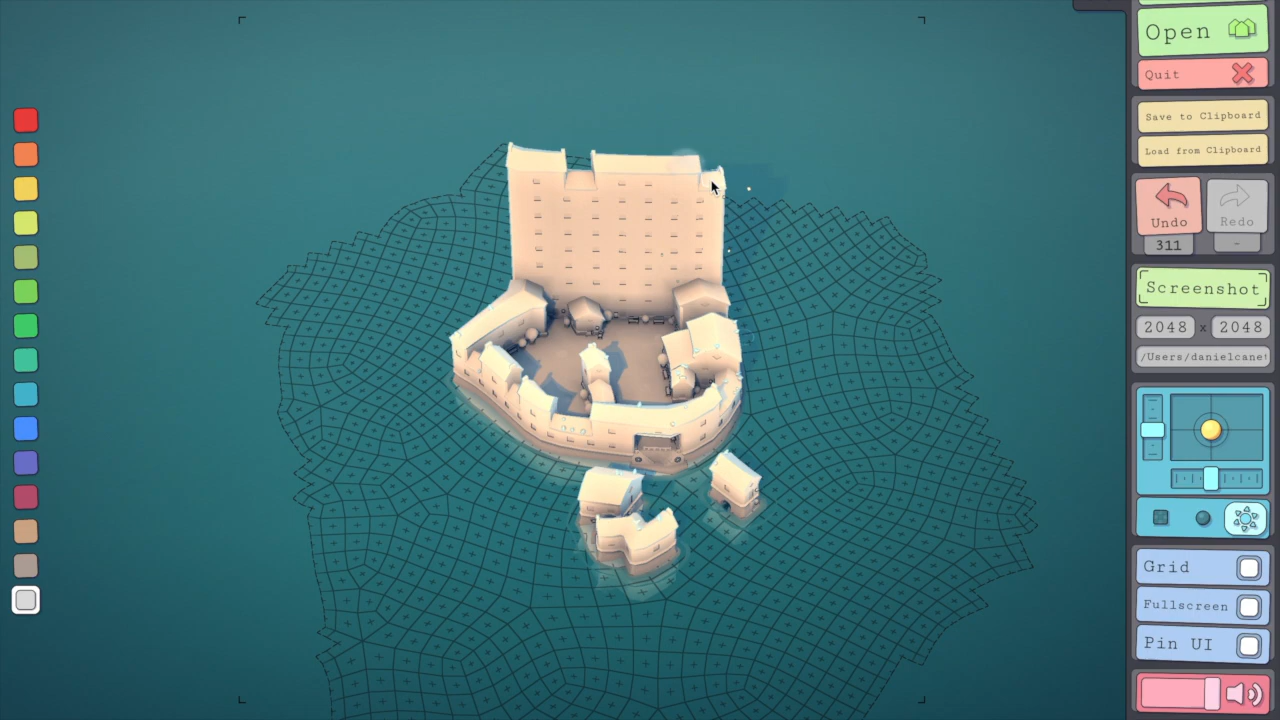 Open
Quit
Save to Clipboard
Load from Clipboard
Undo
Redo
311
-
Screenshot
2048 x 2048
/Users/danielcane
Grid
Fullscreen
Pin UI